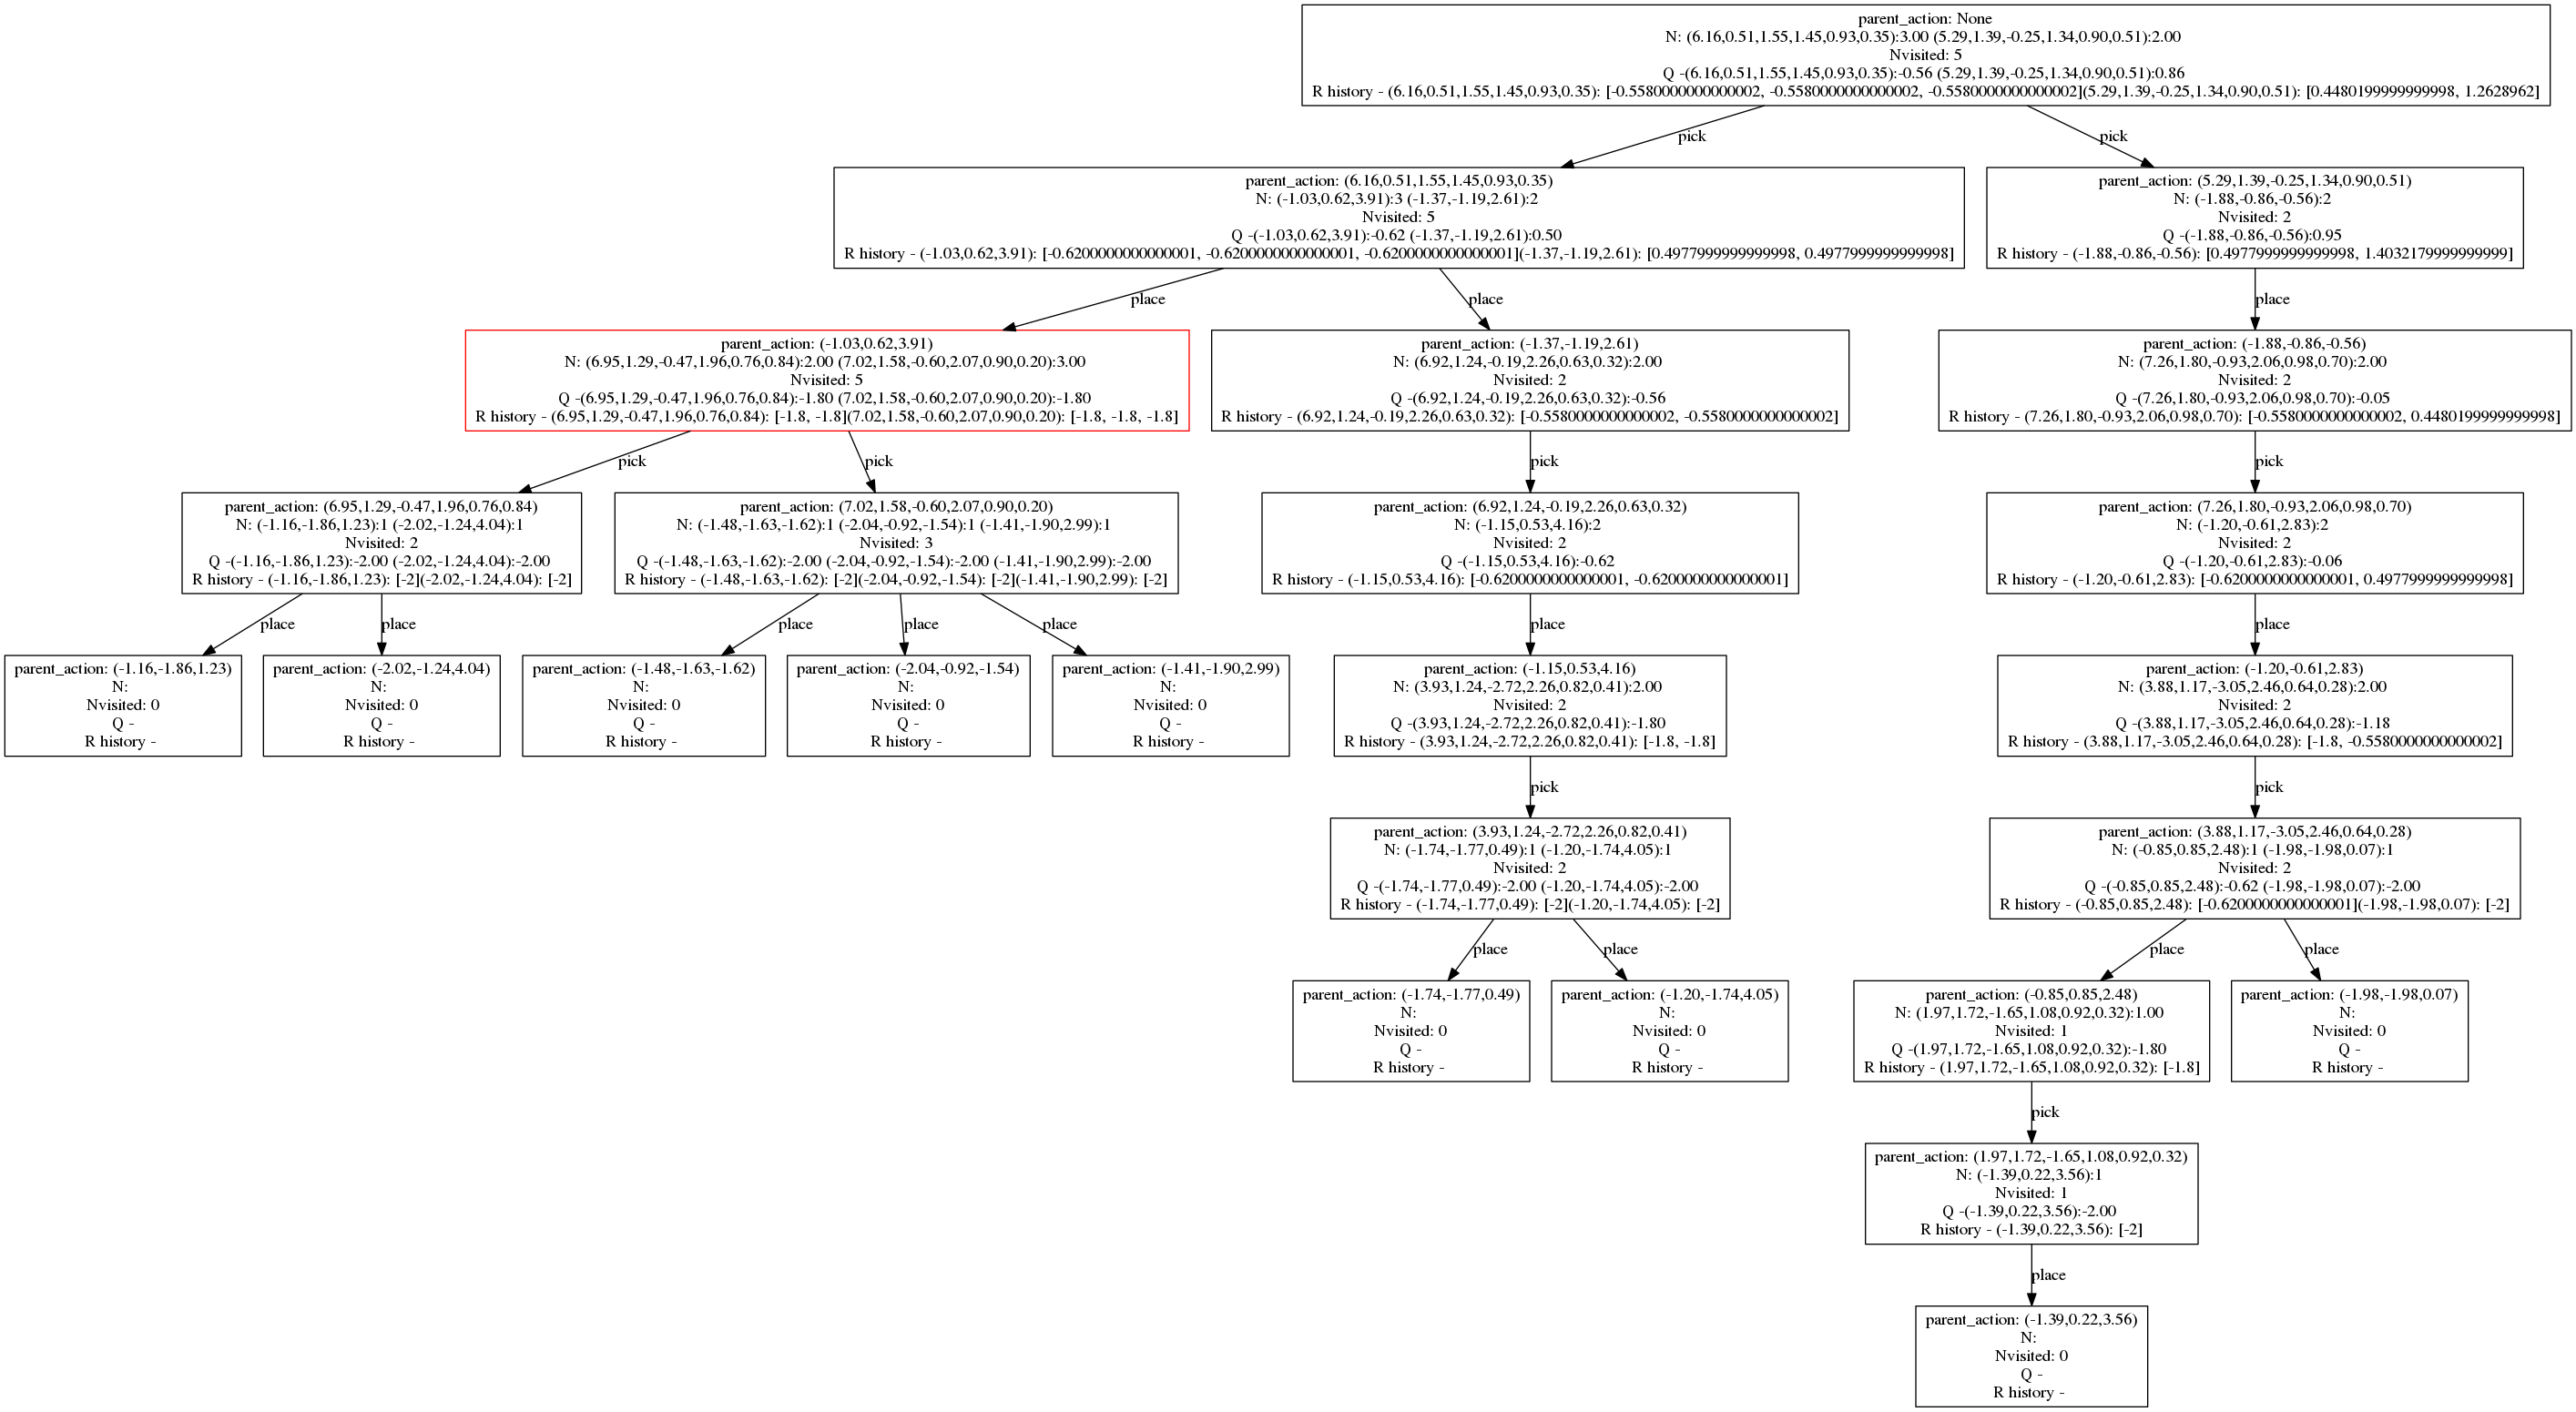 parent_action: None
N: (6.16,0.51,1.55,1.45,0.93,0.35):3.00 (5.29,1.39,-0.25,1.34,0.90,0.51):2.00
Nvisited: 5
Q -(6.16,0.51,1.55,1.45,0.93,0.35):-0.56 (5.29,1.39,-0.25,1.34,0.90,0.51):0.86
R history - (6.16,0.51,1.55,1.45,0.93,0.35): [-0.5580000000000002, -0.5580000000000002, -0.5580000000000002](5.29,1.39,-0.25,1.34,0.90,0.51): [0.4480199999999998, 1.2628962]
pick
pick
parent_action: (6.16,0.51,1.55,1.45,0.93,0.35)
N: (-1.03,0.62,3.91):3 (-1.37,-1.19,2.61):2
Nvisited: 5
Q -(-1.03,0.62,3.91):-0.62 (-1.37,-1.19,2.61):0.50
R history - (-1.03,0.62,3.91): [-0.6200000000000001, -0.6200000000000001, -0.6200000000000001](-1.37,-1.19,2.61): [0.4977999999999998, 0.4977999999999998]
parent_action: (5.29,1.39,-0.25,1.34,0.90,0.51)
N: (-1.88,-0.86,-0.56):2
Nvisited: 2
Q -(-1.88,-0.86,-0.56):0.95
R history - (-1.88,-0.86,-0.56): [0.4977999999999998, 1.4032179999999999]
place
place
place
parent_action: (-1.03,0.62,3.91)
N: (6.95,1.29,-0.47,1.96,0.76,0.84):2.00 (7.02,1.58,-0.60,2.07,0.90,0.20):3.00
Nvisited: 5
Q -(6.95,1.29,-0.47,1.96,0.76,0.84):-1.80 (7.02,1.58,-0.60,2.07,0.90,0.20):-1.80
R history - (6.95,1.29,-0.47,1.96,0.76,0.84): [-1.8, -1.8](7.02,1.58,-0.60,2.07,0.90,0.20): [-1.8, -1.8, -1.8]
parent_action: (-1.37,-1.19,2.61)
N: (6.92,1.24,-0.19,2.26,0.63,0.32):2.00
Nvisited: 2
Q -(6.92,1.24,-0.19,2.26,0.63,0.32):-0.56
R history - (6.92,1.24,-0.19,2.26,0.63,0.32): [-0.5580000000000002, -0.5580000000000002]
parent_action: (-1.88,-0.86,-0.56)
N: (7.26,1.80,-0.93,2.06,0.98,0.70):2.00
Nvisited: 2
Q -(7.26,1.80,-0.93,2.06,0.98,0.70):-0.05
R history - (7.26,1.80,-0.93,2.06,0.98,0.70): [-0.5580000000000002, 0.4480199999999998]
pick
pick
pick
pick
parent_action: (6.95,1.29,-0.47,1.96,0.76,0.84)
N: (-1.16,-1.86,1.23):1 (-2.02,-1.24,4.04):1
Nvisited: 2
Q -(-1.16,-1.86,1.23):-2.00 (-2.02,-1.24,4.04):-2.00
R history - (-1.16,-1.86,1.23): [-2](-2.02,-1.24,4.04): [-2]
parent_action: (7.02,1.58,-0.60,2.07,0.90,0.20)
N: (-1.48,-1.63,-1.62):1 (-2.04,-0.92,-1.54):1 (-1.41,-1.90,2.99):1
Nvisited: 3
Q -(-1.48,-1.63,-1.62):-2.00 (-2.04,-0.92,-1.54):-2.00 (-1.41,-1.90,2.99):-2.00
R history - (-1.48,-1.63,-1.62): [-2](-2.04,-0.92,-1.54): [-2](-1.41,-1.90,2.99): [-2]
parent_action: (6.92,1.24,-0.19,2.26,0.63,0.32)
N: (-1.15,0.53,4.16):2
Nvisited: 2
Q -(-1.15,0.53,4.16):-0.62
R history - (-1.15,0.53,4.16): [-0.6200000000000001, -0.6200000000000001]
parent_action: (7.26,1.80,-0.93,2.06,0.98,0.70)
N: (-1.20,-0.61,2.83):2
Nvisited: 2
Q -(-1.20,-0.61,2.83):-0.06
R history - (-1.20,-0.61,2.83): [-0.6200000000000001, 0.4977999999999998]
place
place
place
place
place
place
place
parent_action: (-1.16,-1.86,1.23)
N:
Nvisited: 0
Q -
R history -
parent_action: (-2.02,-1.24,4.04)
N:
Nvisited: 0
Q -
R history -
parent_action: (-1.48,-1.63,-1.62)
N:
Nvisited: 0
Q -
R history -
parent_action: (-2.04,-0.92,-1.54)
N:
Nvisited: 0
Q -
R history -
parent_action: (-1.41,-1.90,2.99)
N:
Nvisited: 0
Q -
R history -
parent_action: (-1.15,0.53,4.16)
N: (3.93,1.24,-2.72,2.26,0.82,0.41):2.00
Nvisited: 2
Q -(3.93,1.24,-2.72,2.26,0.82,0.41):-1.80
R history - (3.93,1.24,-2.72,2.26,0.82,0.41): [-1.8, -1.8]
parent_action: (-1.20,-0.61,2.83)
N: (3.88,1.17,-3.05,2.46,0.64,0.28):2.00
Nvisited: 2
Q -(3.88,1.17,-3.05,2.46,0.64,0.28):-1.18
R history - (3.88,1.17,-3.05,2.46,0.64,0.28): [-1.8, -0.5580000000000002]
pick
pick
parent_action: (3.93,1.24,-2.72,2.26,0.82,0.41)
N: (-1.74,-1.77,0.49):1 (-1.20,-1.74,4.05):1
Nvisited: 2
Q -(-1.74,-1.77,0.49):-2.00 (-1.20,-1.74,4.05):-2.00
R history - (-1.74,-1.77,0.49): [-2](-1.20,-1.74,4.05): [-2]
parent_action: (3.88,1.17,-3.05,2.46,0.64,0.28)
N: (-0.85,0.85,2.48):1 (-1.98,-1.98,0.07):1
Nvisited: 2
Q -(-0.85,0.85,2.48):-0.62 (-1.98,-1.98,0.07):-2.00
R history - (-0.85,0.85,2.48): [-0.6200000000000001](-1.98,-1.98,0.07): [-2]
place
place
place
place
parent_action: (-1.74,-1.77,0.49)
N:
Nvisited: 0
Q -
R history -
parent_action: (-1.20,-1.74,4.05)
N:
Nvisited: 0
Q -
R history -
parent_action: (-0.85,0.85,2.48)
N: (1.97,1.72,-1.65,1.08,0.92,0.32):1.00
Nvisited: 1
Q -(1.97,1.72,-1.65,1.08,0.92,0.32):-1.80
R history - (1.97,1.72,-1.65,1.08,0.92,0.32): [-1.8]
parent_action: (-1.98,-1.98,0.07)
N:
Nvisited: 0
Q -
R history -
pick
parent_action: (1.97,1.72,-1.65,1.08,0.92,0.32)
N: (-1.39,0.22,3.56):1
Nvisited: 1
Q -(-1.39,0.22,3.56):-2.00
R history - (-1.39,0.22,3.56): [-2]
place
parent_action: (-1.39,0.22,3.56)
N:
Nvisited: 0
Q -
R history -